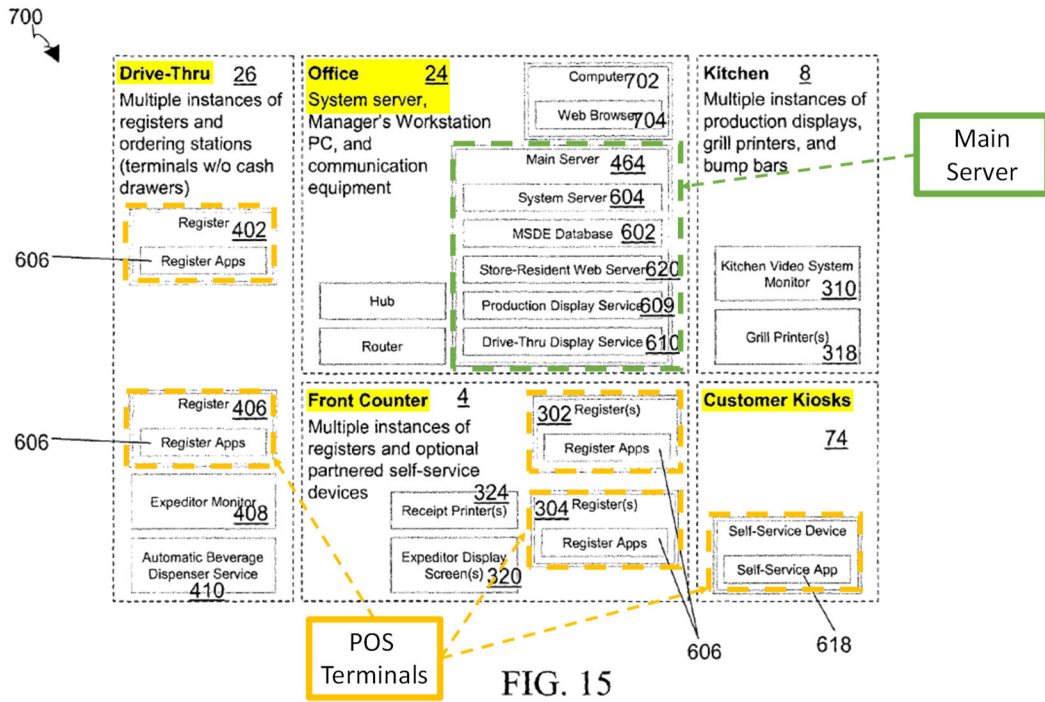 700
Drive-Thru 26
Multiple instances of
registers and
ordering stations
(terminals w/o cash
drawers)
Register 402
606
Register Apps
Register 406
606
Register Apps
Expeditor Monitor
408
Automatic Beverage
Dispenser Service
410
Office 24
System server,
Manager's Workstation
PC, and
communication
equipment
Computer
702
Web Browser 704
Main Server 464
System Server 604
MSDE Database 602
Store-Resident Web Server 620
Production Display Service 609
Drive-Thru Display Service 610
Hub
Router
Kitchen 8
Multiple instances of
production displays,
grill printers, and
bump bars
Kitchen Video System
Monitor 310
Grill Printer(s)
318
Main
Server
Front Counter 4
Multiple instances of
registers and optional
partnered self-service
devices
302 Register(s)
Register Apps
324
Receipt Printer(s)
304 Register(s)
Register Apps
Expeditor Display
Screen(s) 320
606
Customer Kiosks
74
Self-Service Device
Self-Service App
618
POS
Terminals
FIG. 15